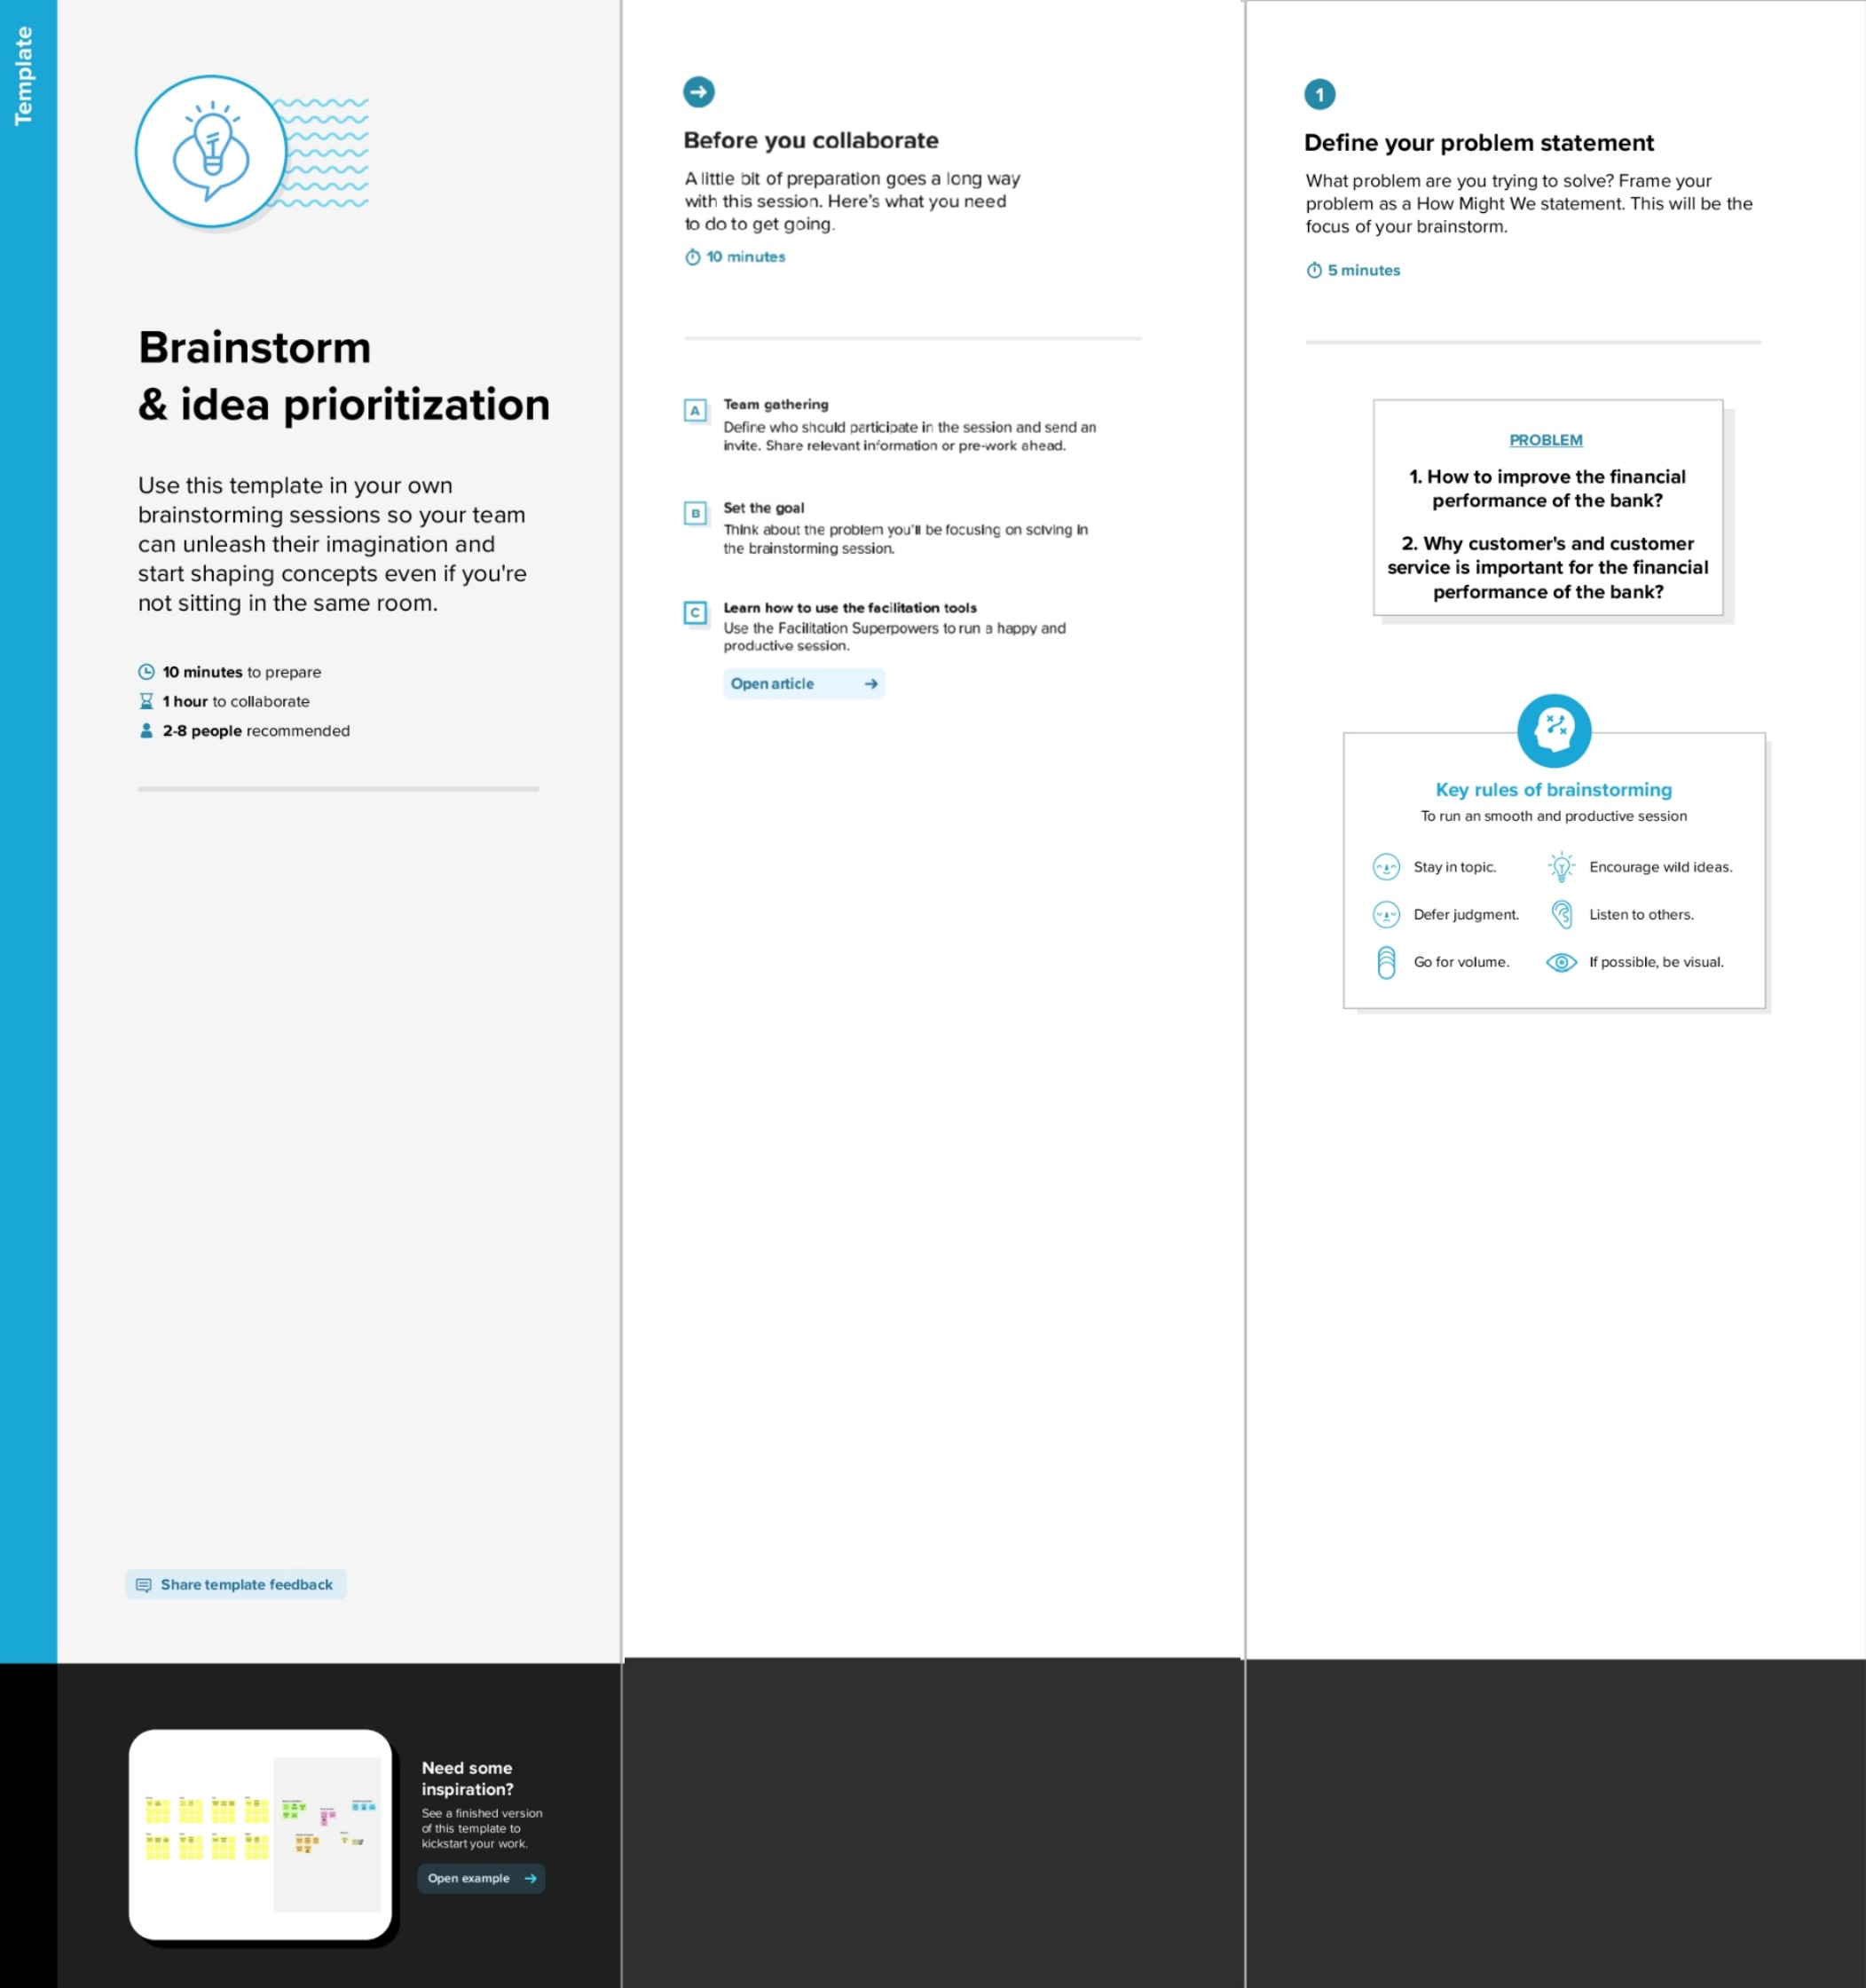 Template
Brainstorm
& idea prioritization
Use this template in your own
brainstorming sessions so your team
can unleash their imagination and
start shaping concepts even if you're
not sitting in the same room.
10 minutes to prepare
1 hour to collaborate
2-8 people recommended
Share template feedback
Need some
inspiration?
See a finished version
of this template to
kickstart your work.
Open example
Before you collaborate
A little bit of preparation goes a long way
with this session. Here's what you need
to do to get going.
10 minutes
A
Team gathering
Define who should participate in the session and send an
invite. Share relevant information or pre-work ahead.
B
Set the goal
Think about the problem you'll be focusing on solving in
the brainstorming session.
C
Learn how to use the facilitation tools
Use the Facilitation Superpowers to run a happy and
productive session.
Open article
1
Define your problem statement
What problem are you trying to solve? Frame your
problem as a How Might We statement. This will be the
focus of your brainstorm.
5 minutes
PROBLEM
1. How to improve the financial
performance of the bank?
2. Why customer's and customer
service is important for the financial
performance of the bank?
Key rules of brainstorming
To run an smooth and productive session
Stay in topic.
Encourage wild ideas.
Defer judgment.
Listen to others.
Go for volume.
If possible, be visual.